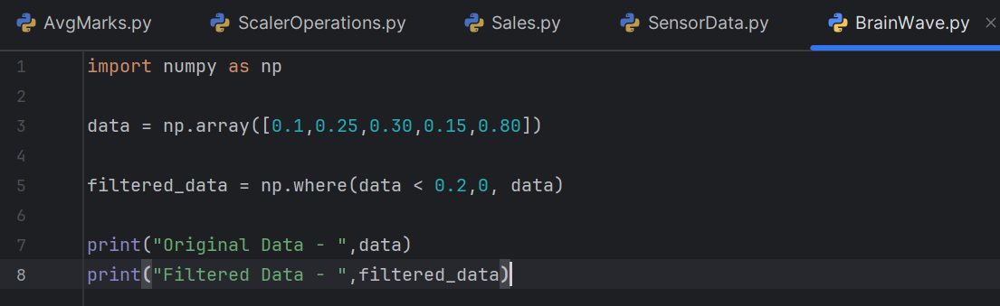 AvgMarks.py ScalerOperations.py Sales.py SensorData.py BrainWave.py
1 import numpy as np
2
3 data = np.array([0.1,0.25,0.30,0.15,0.80])
4
5 filtered_data = np.where(data < 0.2,0, data)
6
7 print("Original Data - ",data)
8 print("Filtered Data - ",filtered_data)